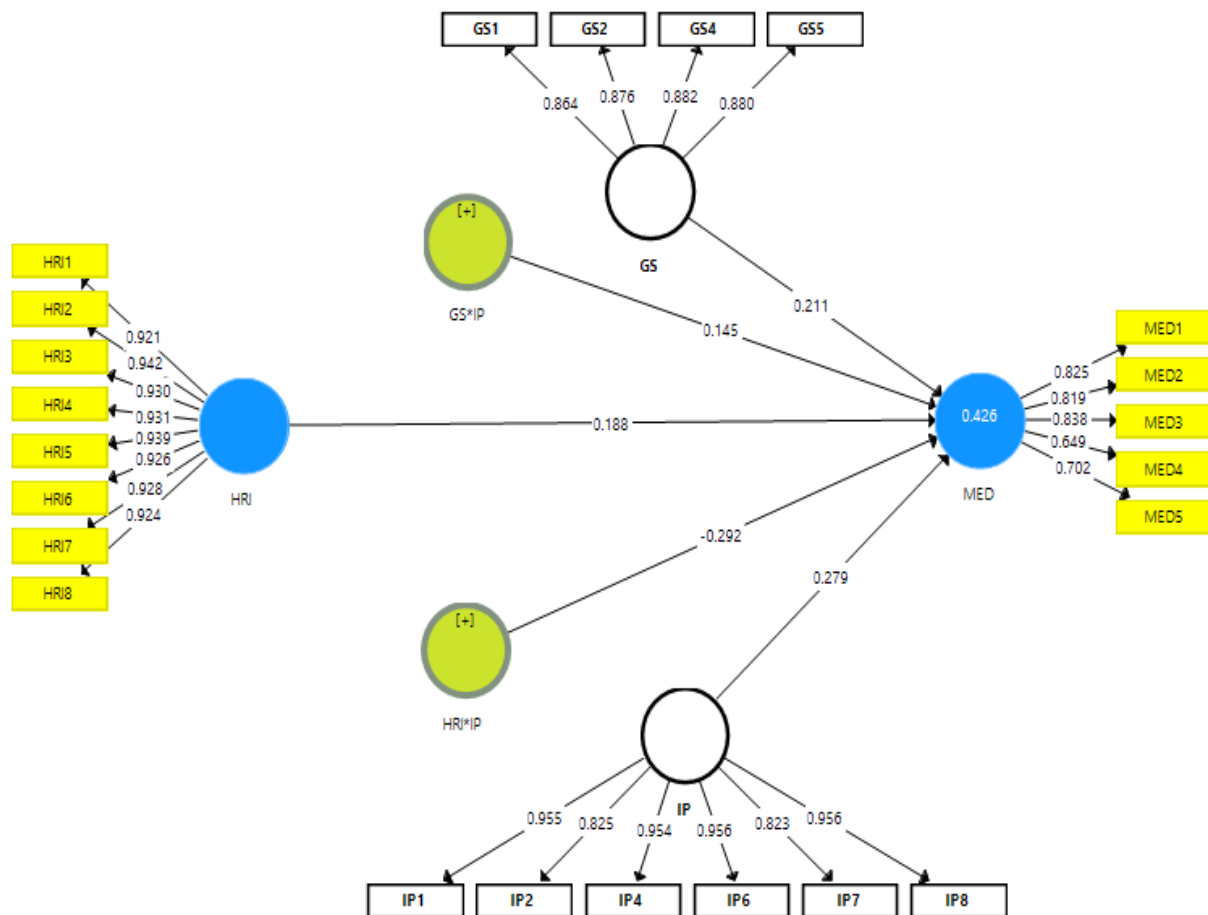 GS1 GS2 GS4 GS5
0.864 0.876 0.882 0.880
[+]
GS
GS*IP
HRI1
HRI2
HRI3
HRI4
HRI5
HRI6
HRI7
HRI8
0.921
0.942
0.930
0.931
0.939
0.926
0.928
0.924
HRI
0.211
0.145
0.188
-0.292
0.279
0.426
MED
0.825
0.819
0.838
0.649
0.702
MED1
MED2
MED3
MED4
MED5
[+]
HRI*IP
IP
0.955 0.825 0.954 0.956 0.823 0.956
IP1 IP2 IP4 IP6 IP7 IP8